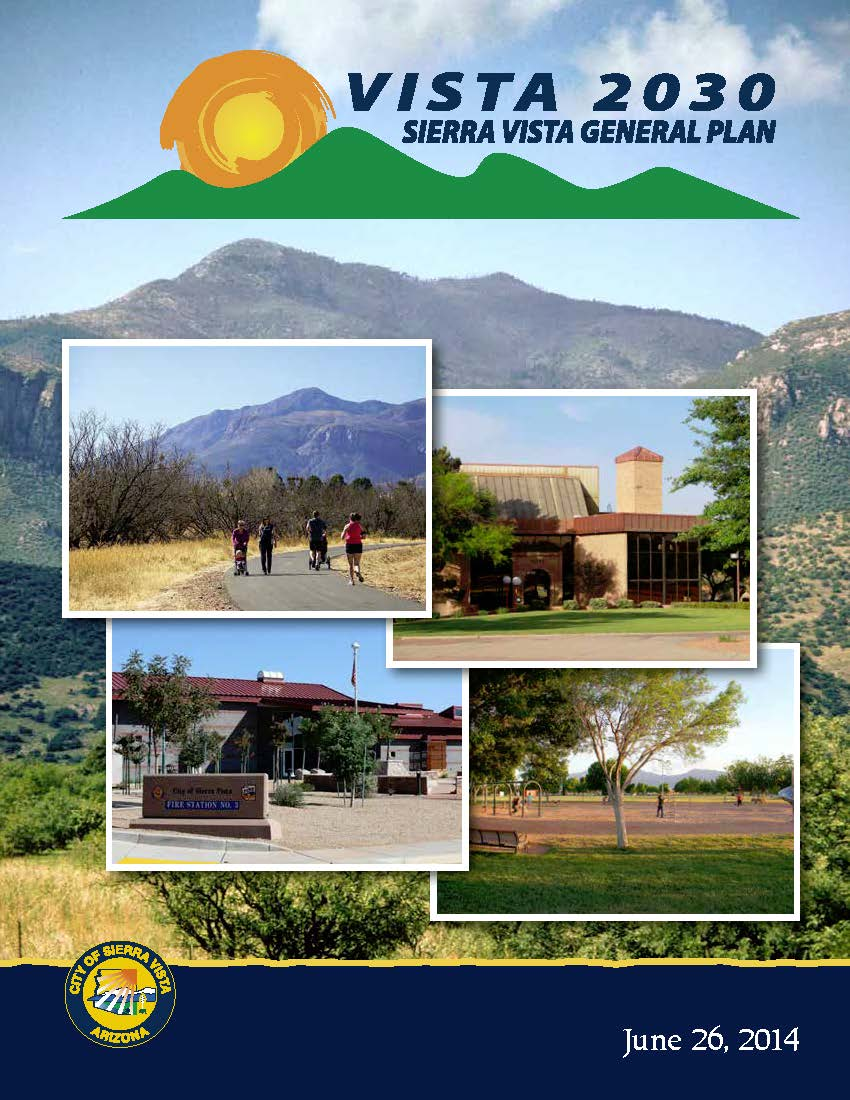 VISTA 2030
SIERRA VISTA GENERAL PLAN
City of Sierra Vista
FIRE STATION NO. 3
CITY OF SIERRA VISTA
ARIZONA
June 26, 2014